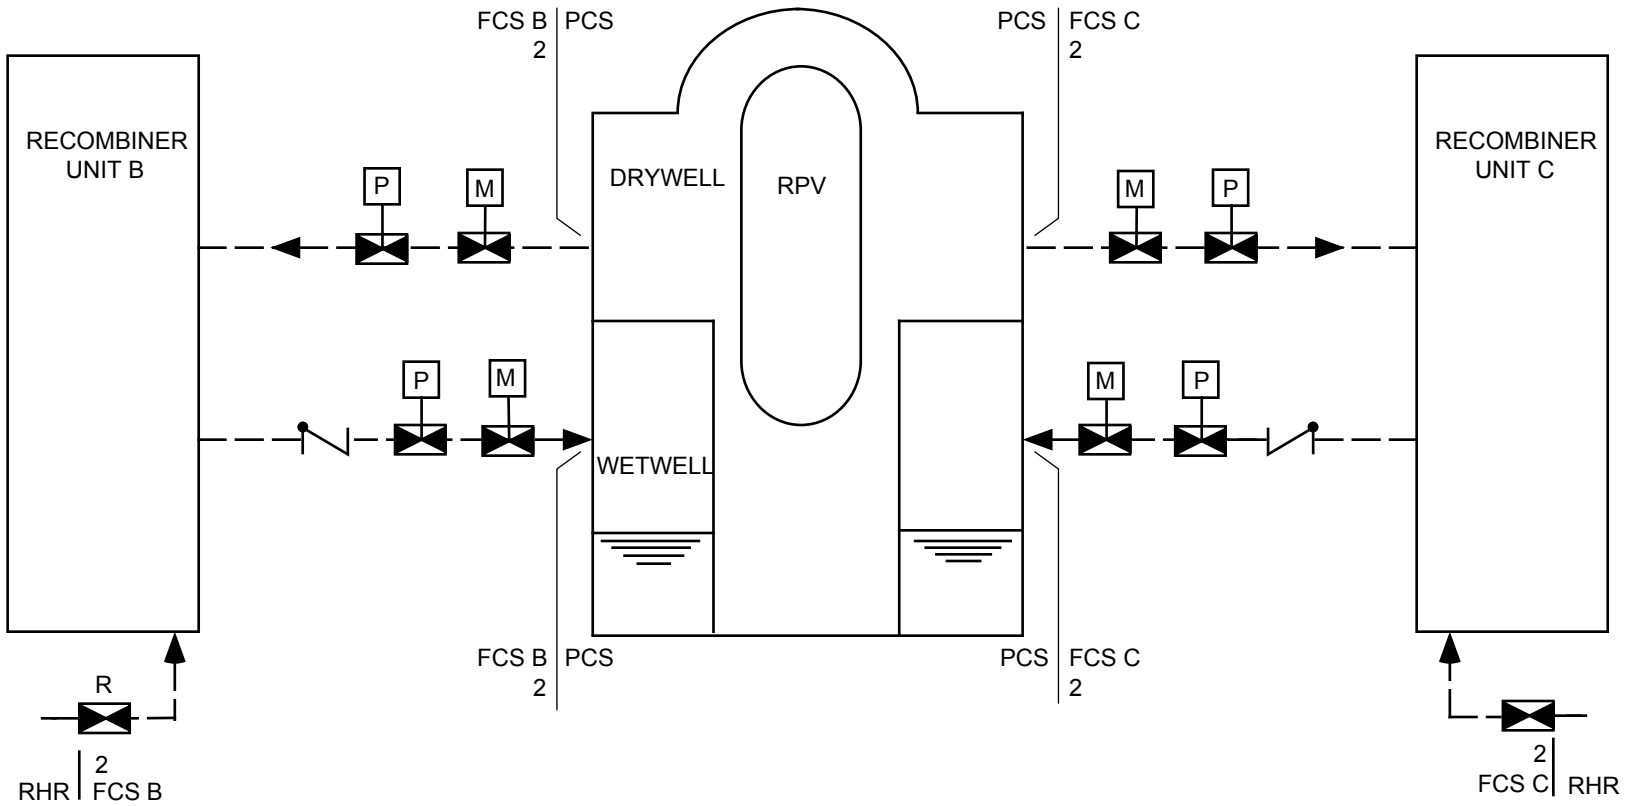 FCS B PCS
2
PCS FCS C
2
RECOMBINER
UNIT B
RECOMBINER
UNIT C
P
M
DRYWELL
RPV
M
P
P
M
M
P
WETWELL
FCS B PCS
2
PCS FCS C
2
R
2
RHR FCS B
2
FCS C RHR